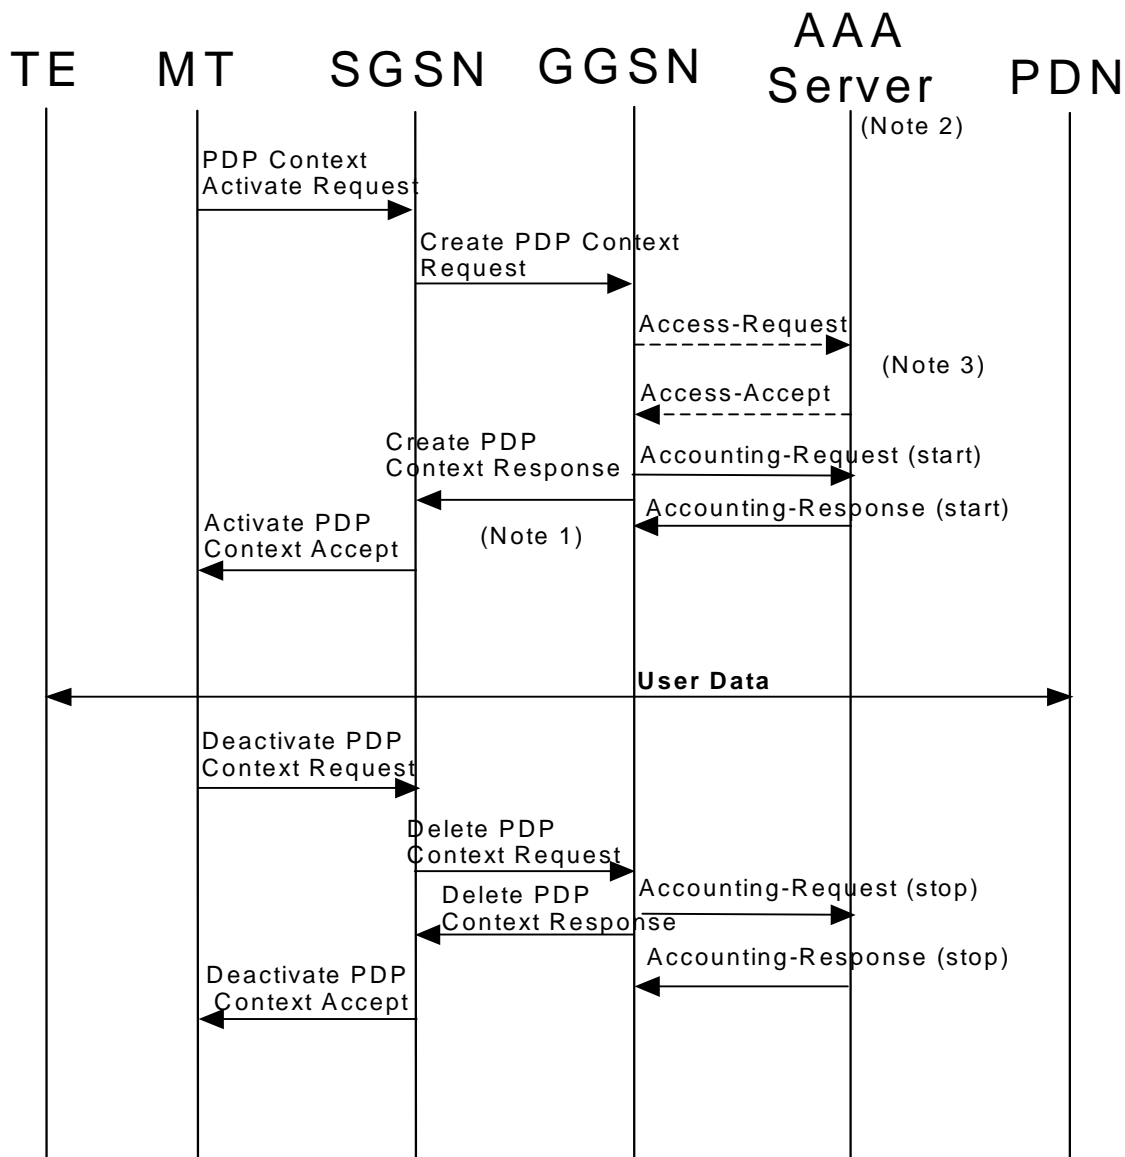 TE
MT
SGSN
GGSN
AAA
Server
PDN
(Note 2)
PDP Context
Activate Request
Create PDP Context
Request
Access-Request
(Note 3)
Access-Accept
Create PDP
Context Response
Accounting-Request (start)
Accounting-Response (start)
Activate PDP
Context Accept
(Note 1)
User Data
Deactivate PDP
Context Request
Delete PDP
Context Request
Accounting-Request (stop)
Delete PDP
Context Response
Accounting-Response (stop)
Deactivate PDP
Context Accept